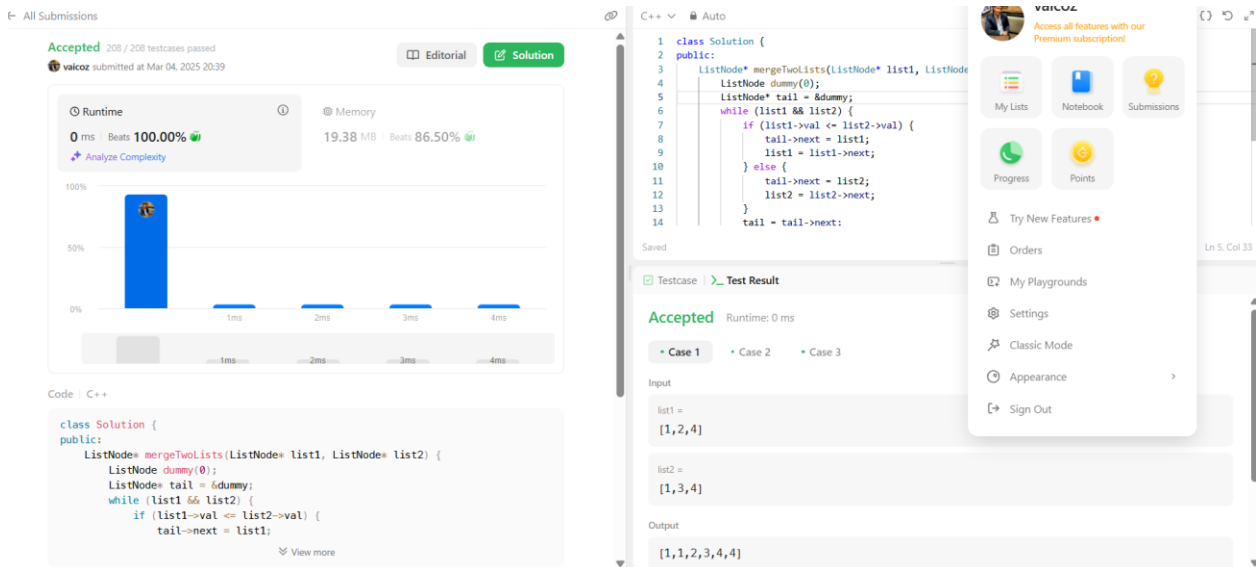 ← All Submissions
Accepted 208 / 208 testcases passed
vaicoz submitted at Mar 04, 2025 20:39
Editorial
Solution
Runtime
0 ms | Beats 100.00%
Analyze Complexity
Memory
19.38 MB | Beats 86.50%
100%
50%
0%
1ms 2ms 3ms 4ms
1ms 2ms 3ms 4ms
Code | C++
class Solution {
public:
    ListNode* mergeTwoLists(ListNode* list1, ListNode* list2) {
        ListNode dummy(0);
        ListNode* tail = &dummy;
        while (list1 && list2) {
            if (list1->val <= list2->val) {
                tail->next = list1;
View more
C++ Auto
1 class Solution {
2 public:
3     ListNode* mergeTwoLists(ListNode* list1, ListNode
4         ListNode dummy(0);
5         ListNode* tail = &dummy;
6         while (list1 && list2) {
7             if (list1->val <= list2->val) {
8                 tail->next = list1;
9                 list1 = list1->next;
10             } else {
11                 tail->next = list2;
12                 list2 = list2->next;
13             }
14             tail = tail->next;
Saved
Ln 5, Col 33
Testcase | >_ Test Result
Accepted Runtime: 0 ms
• Case 1 • Case 2 • Case 3
Input
list1 =
[1,2,4]
list2 =
[1,3,4]
Output
[1,1,2,3,4,4]
vaicoz
Access all features with our
Premium subscription!
My Lists
Notebook
Submissions
Progress
Points
Try New Features
Orders
My Playgrounds
Settings
Classic Mode
Appearance >
Sign Out